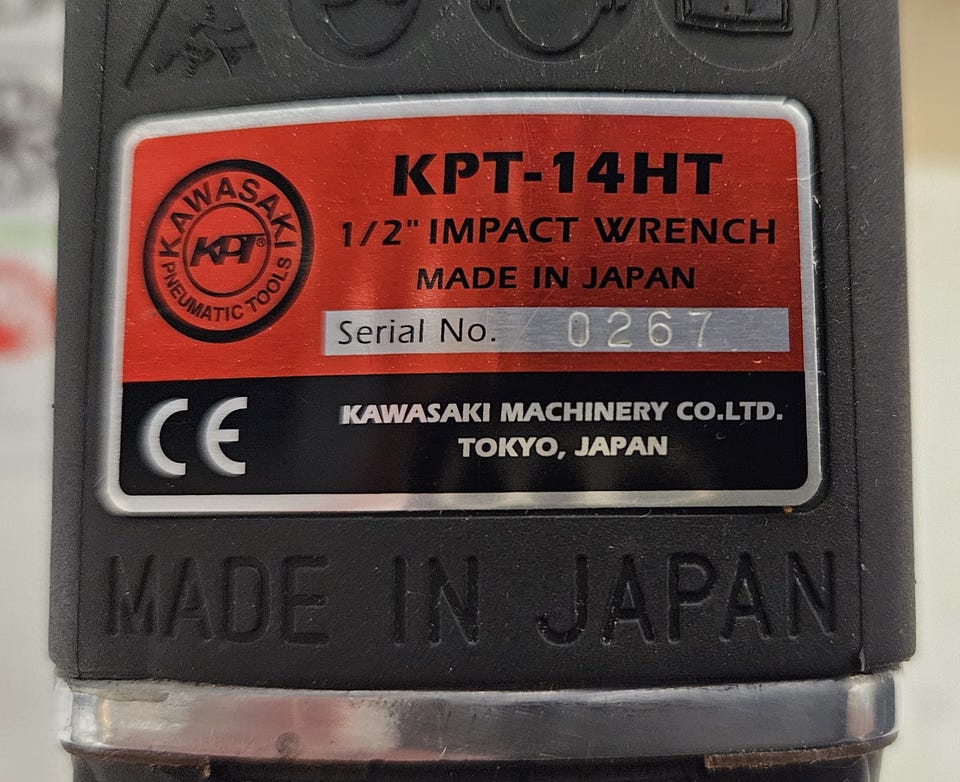 KAWASAKI
KPT®
PNEUMATIC TOOLS
KPT-14HT
1/2" IMPACT WRENCH
MADE IN JAPAN
Serial No. 0267
CE
KAWASAKI MACHINERY CO.LTD.
TOKYO, JAPAN
MADE IN JAPAN